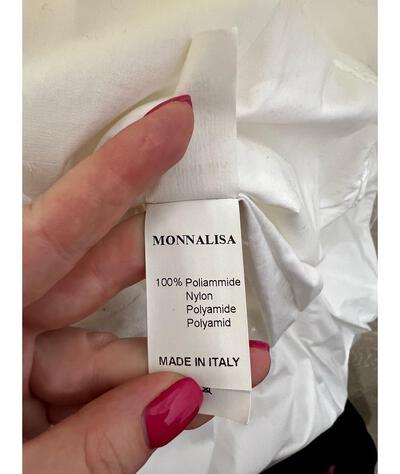 MONNALISA
100% Poliammide
Nylon
Polyamide
Polyamid
MADE IN ITALY